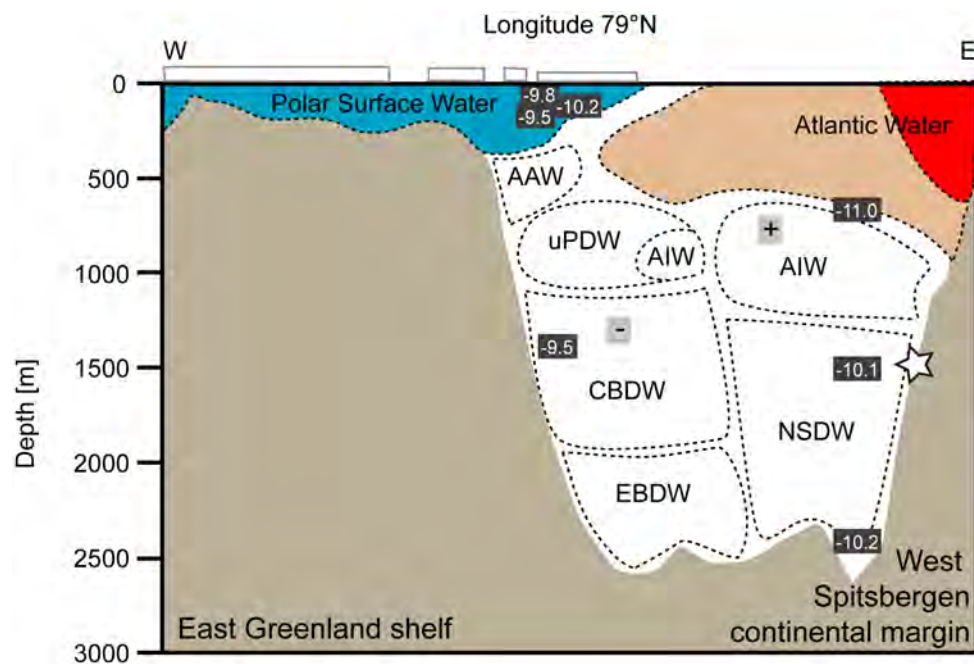 Longitude 79°N
W
E
0
-9.8
-9.5
-10.2
Polar Surface Water
Atlantic Water
500
AAW
-11.0
uPDW
AIW
+
AIW
1000
-
-9.5
1500
-10.1
CBDW
NSDW
Depth [m]
2000
EBDW
-10.2
2500
West
Spitsbergen
continental margin
East Greenland shelf
3000